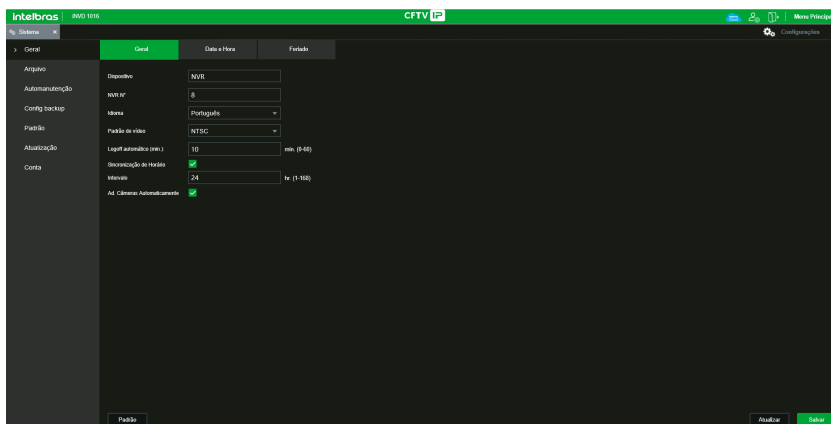 intelbras INVD 1016 CFTV IP Menu Principa
Sistema × Configurações
> Geral Geral Data e Hora Feriado
Arquivo
Dispositivo NVR
Automanutenção
NVR Nº 8
Config backup
Idioma Português
Padrão
Padrão de vídeo NTSC
Atualização
Logoff automático (min.): 10 min. (0-60)
Conta
Sincronização de Horário
Intervalo 24 hr. (1-168)
Ad. Câmeras Automaticamente
Padrão Atualizar Salvar